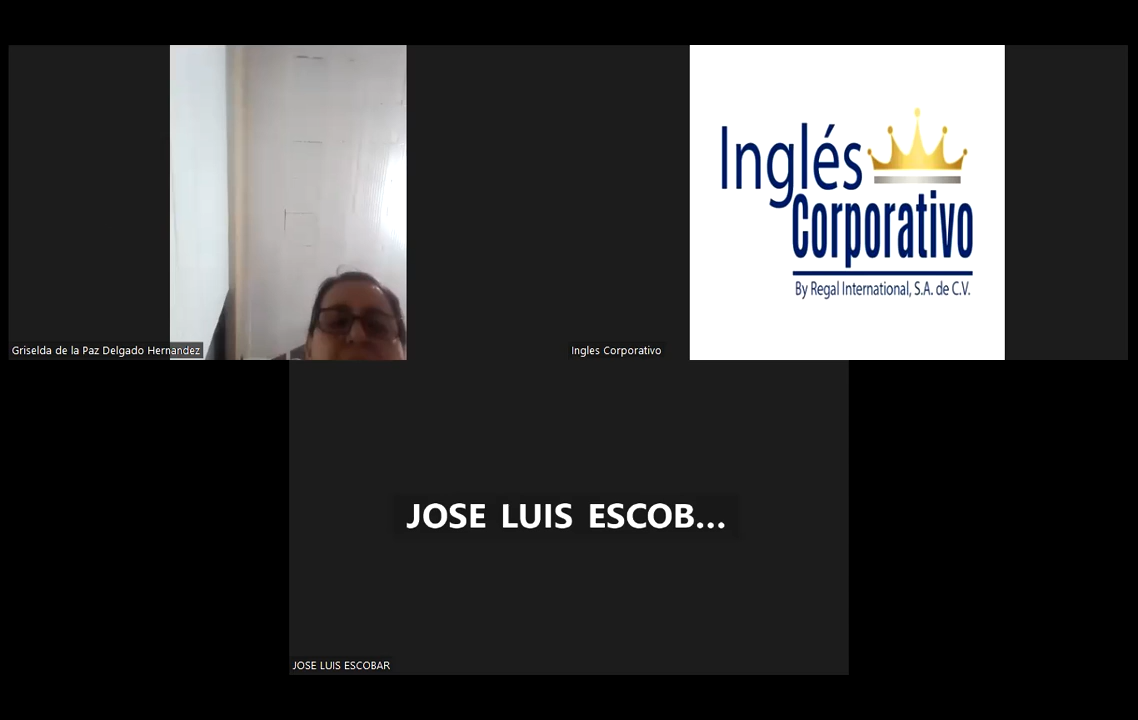 Inglés
Corporativo
By Regal International, S.A. de C.V.
Griselda de la Paz Delgado Hernandez
Ingles Corporativo
JOSE LUIS ESCOB...
JOSE LUIS ESCOBAR